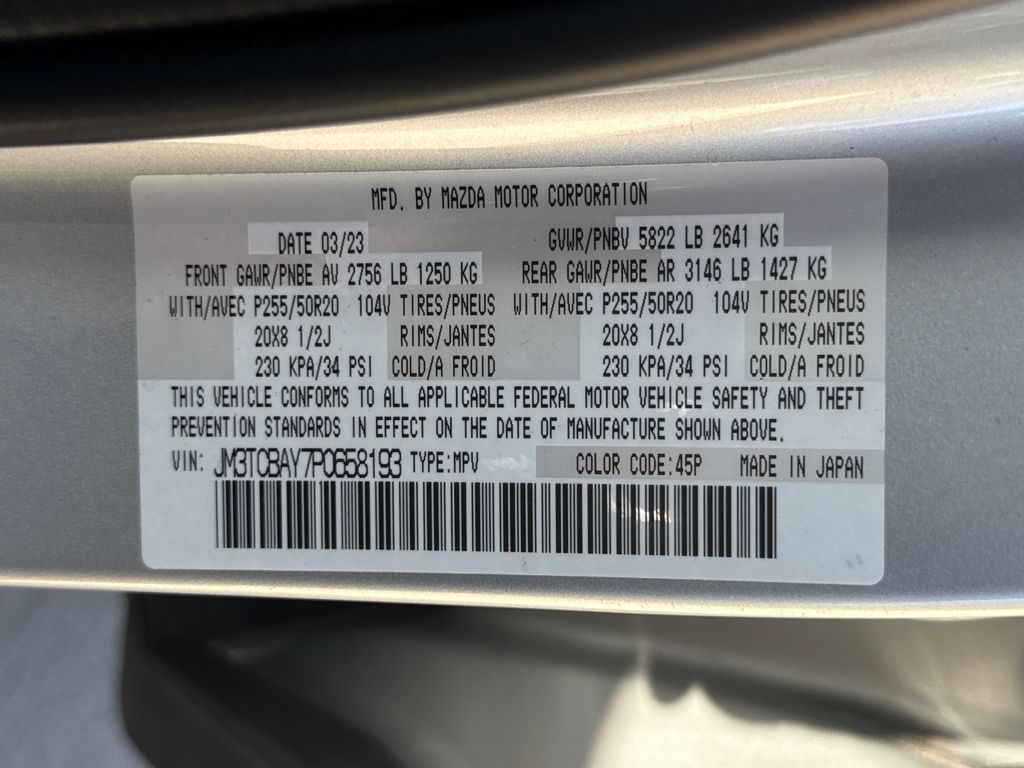 MFD. BY MAZDA MOTOR CORPORATION
DATE 03/23 GVWR/PNBV 5822 LB 2641 KG
FRONT GAWR/PNBE AV 2756 LB 1250 KG REAR GAWR/PNBE AR 3146 LB 1427 KG
WITH/AVEC P255/50R20 104V TIRES/PNEUS WITH/AVEC P255/50R20 104V TIRES/PNEUS
20X8 1/2J RIMS/JANTES 20X8 1/2J RIMS/JANTES
230 KPA/34 PSI COLD/A FROID 230 KPA/34 PSI COLD/A FROID
THIS VEHICLE CONFORMS TO ALL APPLICABLE FEDERAL MOTOR VEHICLE SAFETY AND THEFT
PREVENTION STANDARDS IN EFFECT ON THE DATE OF MANUFACTURE SHOWN ABOVE.
VIN: JM3TCBAY7P0658193 TYPE:MPV COLOR CODE:45P MADE IN JAPAN